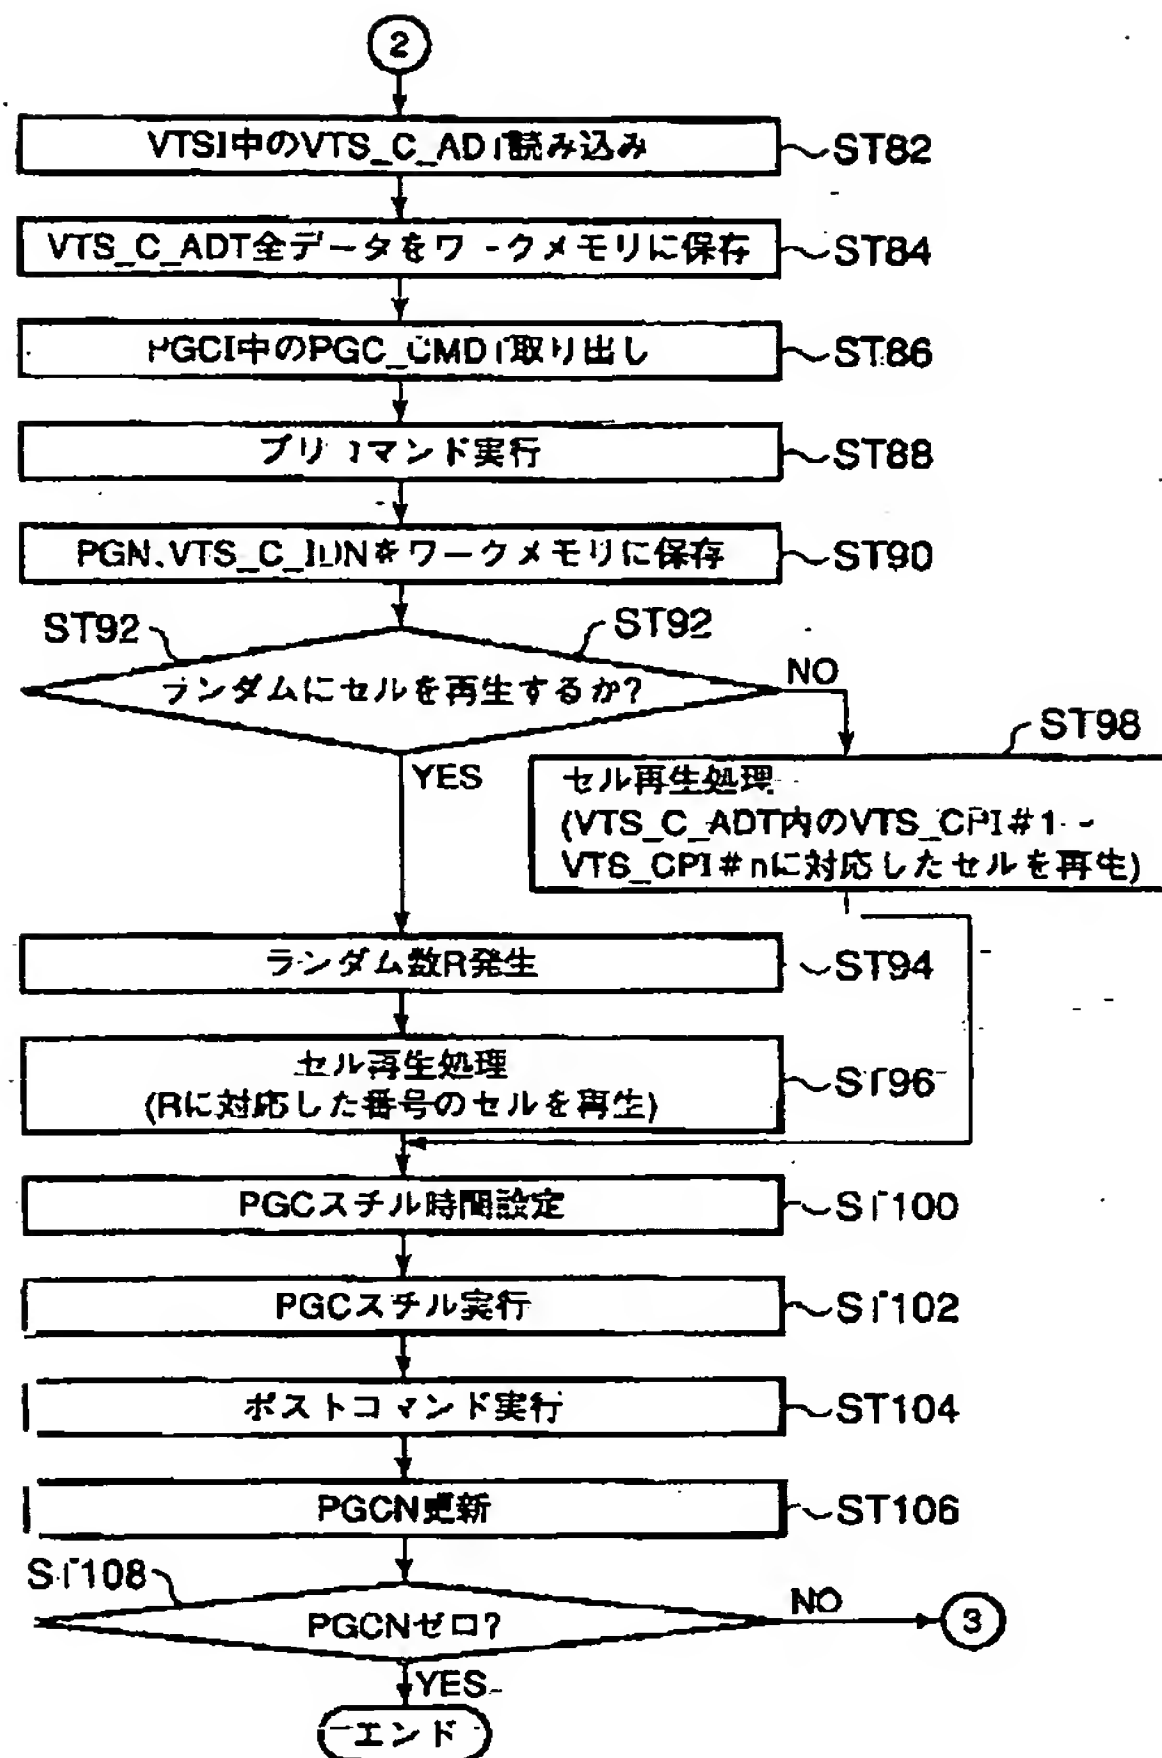 2
VTSI中のVTS_C_ADT読み込み
ST82
VTS_C_ADT全データをワークメモリに保存
ST84
PGCI中のPGC_CMDT取り出し
ST86
プリコマンド実行
ST88
PGN,VTS_C_IDNをワークメモリに保存
ST90
ST92
ST92
ランダムにセルを再生するか?
NO
YES
ST98
セル再生処理
(VTS_C_ADT内のVTS_CPI#1~
VTS_CPI#nに対応したセルを再生)
ランダム数R発生
ST94
セル再生処理
(Rに対応した番号のセルを再生)
ST96
PGCスチル時間設定
ST100
PGCスチル実行
ST102
ポストコマンド実行
ST104
PGCN更新
ST106
ST108
PGCNゼロ?
NO
3
YES
エンド